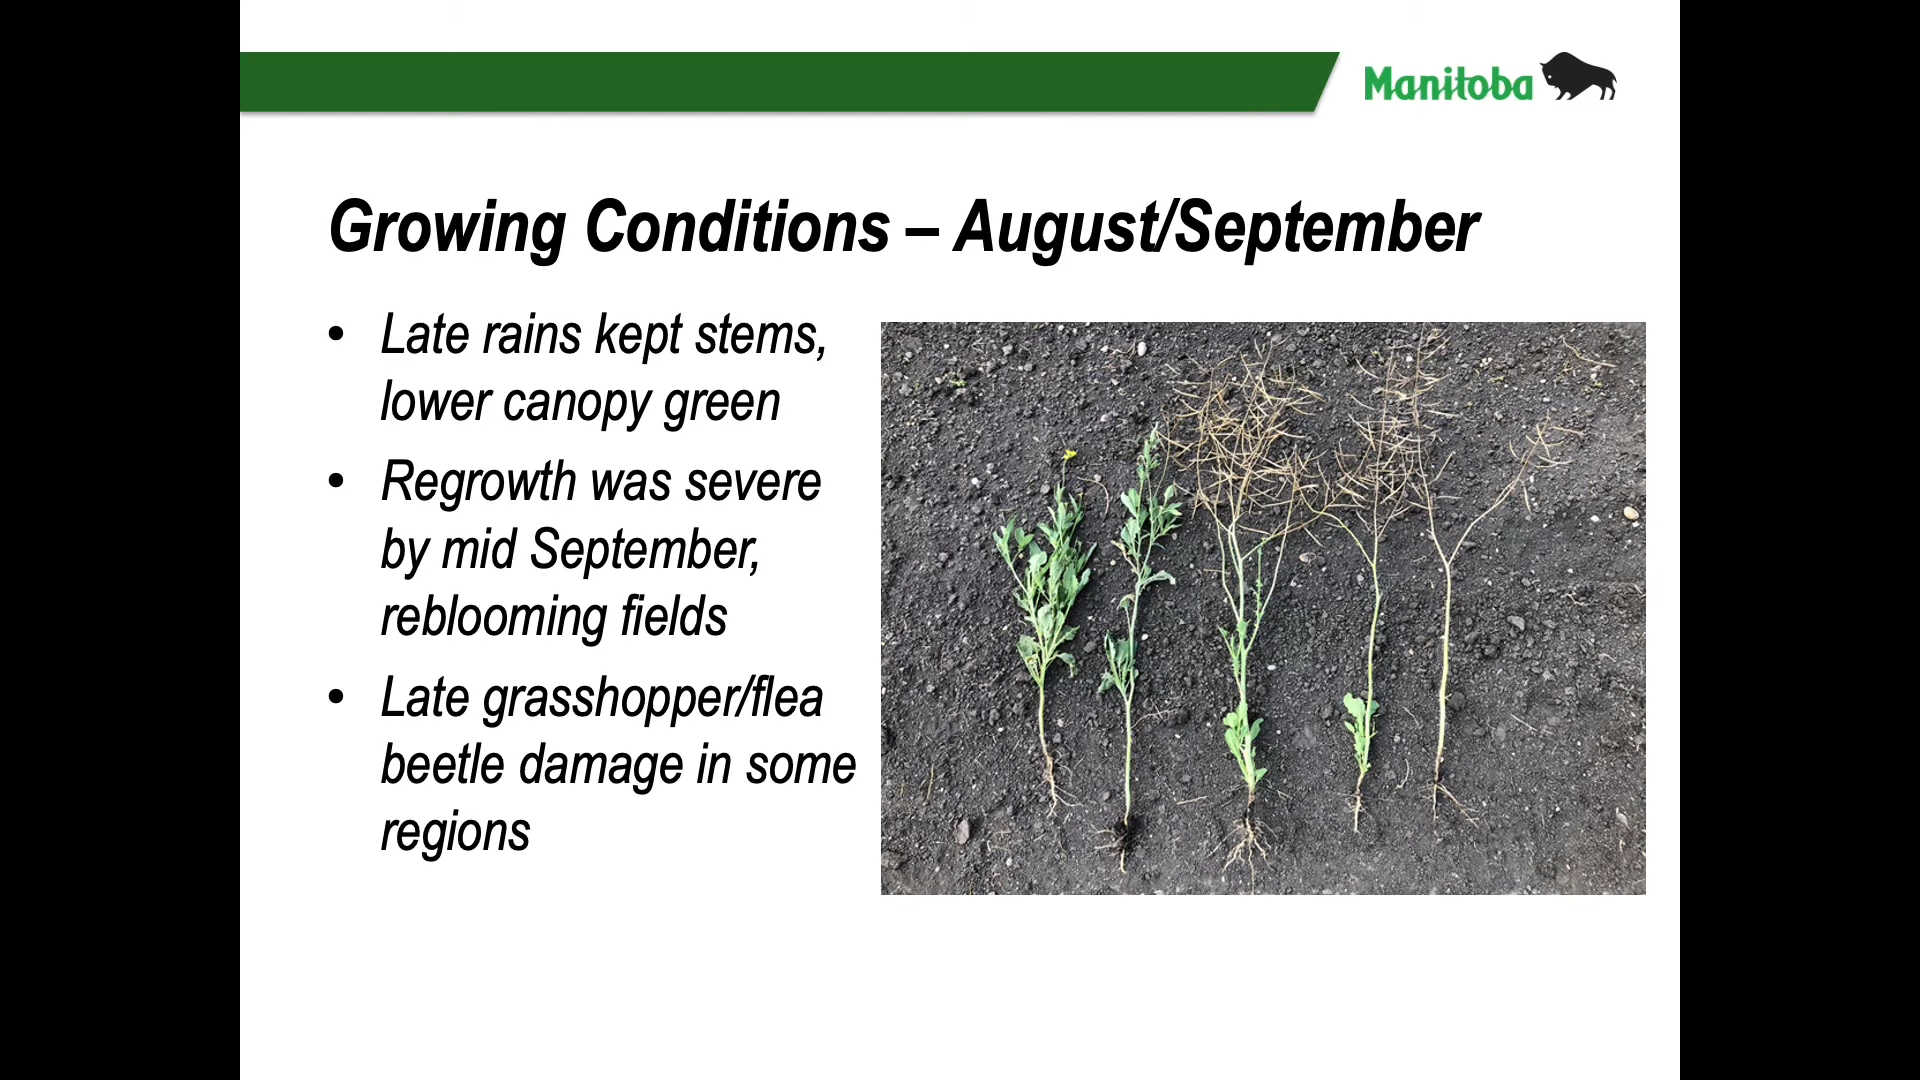 Manitoba
Growing Conditions – August/September
• Late rains kept stems,
lower canopy green
• Regrowth was severe
by mid September,
reblooming fields
• Late grasshopper/flea
beetle damage in some
regions